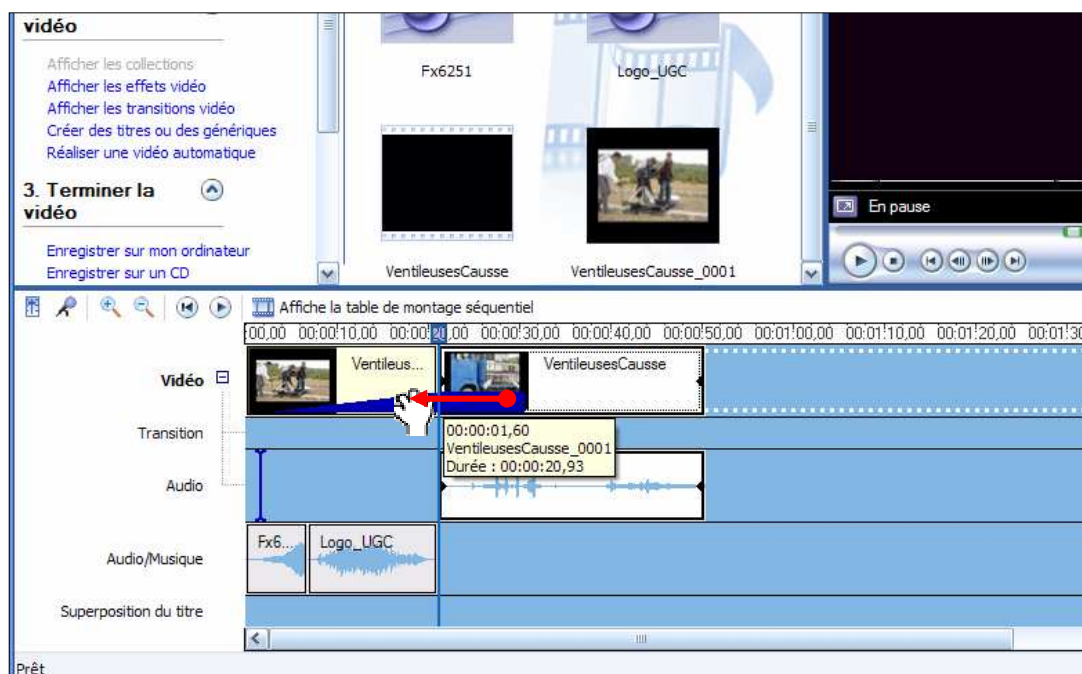 vidéo
Afficher les collections
Afficher les effets vidéo
Afficher les transitions vidéo
Créer des titres ou des génériques
Réaliser une vidéo automatique
3. Terminer la
vidéo
Enregistrer sur mon ordinateur
Enregistrer sur un CD
Fx6251
Logo_UGC
VentileusesCausse
VentileusesCausse_0001
En pause
Affiche la table de montage séquentiel
:00,00 00:00:10,00 00:00:20,00 00:00:30,00 00:00:40,00 00:00:50,00 00:01:00,00 00:01:10,00 00:01:20,00 00:01:30
Vidéo
Ventileus...
VentileusesCausse
Transition
00:00:01,60
VentileusesCausse_0001
Durée : 00:00:20,93
Audio
Audio/Musique
Fx6...
Logo_UGC
Superposition du titre
Prêt